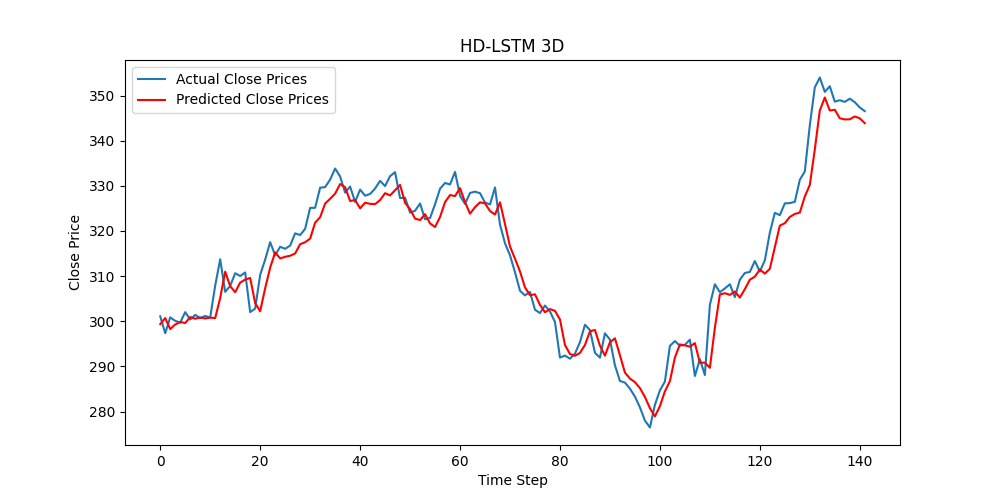 HD-LSTM 3D
Actual Close Prices
Predicted Close Prices
Close Price
350
340
330
320
310
300
290
280
0 20 40 60 80 100 120 140
Time Step